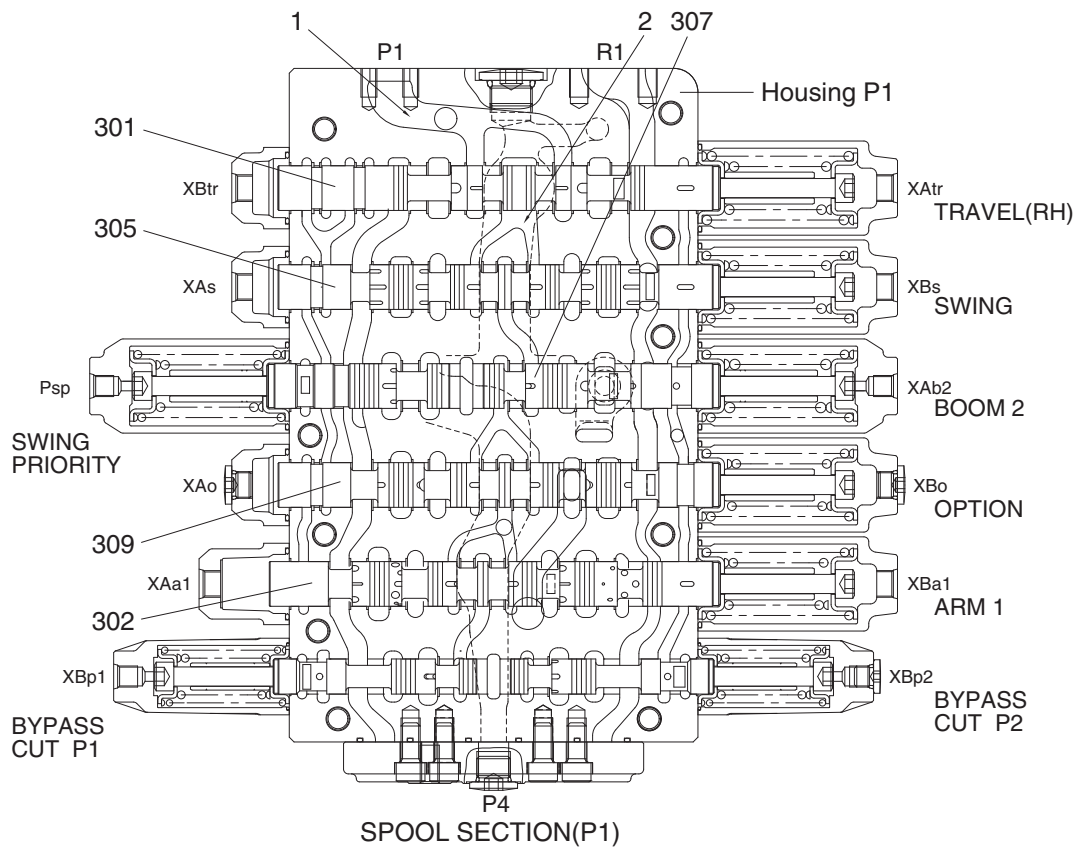 1
2
307
P1
R1
Housing P1
301
XBtr
XAtr
TRAVEL(RH)
305
XAs
XBs
SWING
Psp
XAb2
BOOM 2
SWING
PRIORITY
XAo
XBo
OPTION
309
XAa1
XBa1
ARM 1
302
XBp1
XBp2
BYPASS
CUT P1
BYPASS
CUT P2
P4
SPOOL SECTION(P1)